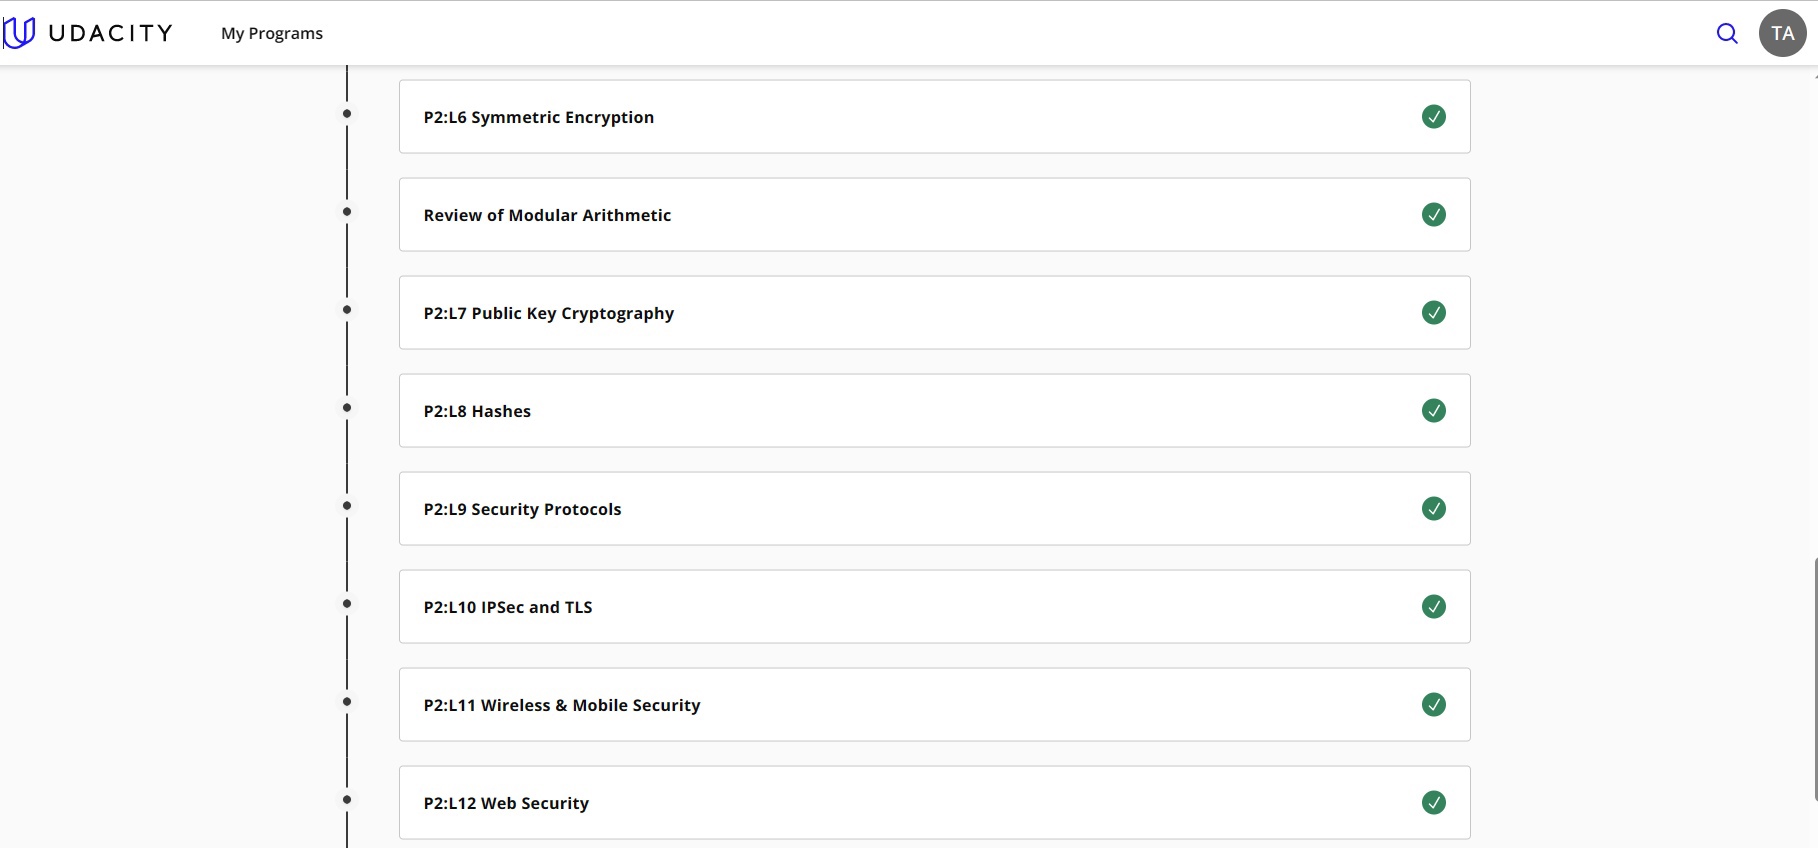 UDACITY
My Programs
TA
P2:L6 Symmetric Encryption
Review of Modular Arithmetic
P2:L7 Public Key Cryptography
P2:L8 Hashes
P2:L9 Security Protocols
P2:L10 IPSec and TLS
P2:L11 Wireless & Mobile Security
P2:L12 Web Security